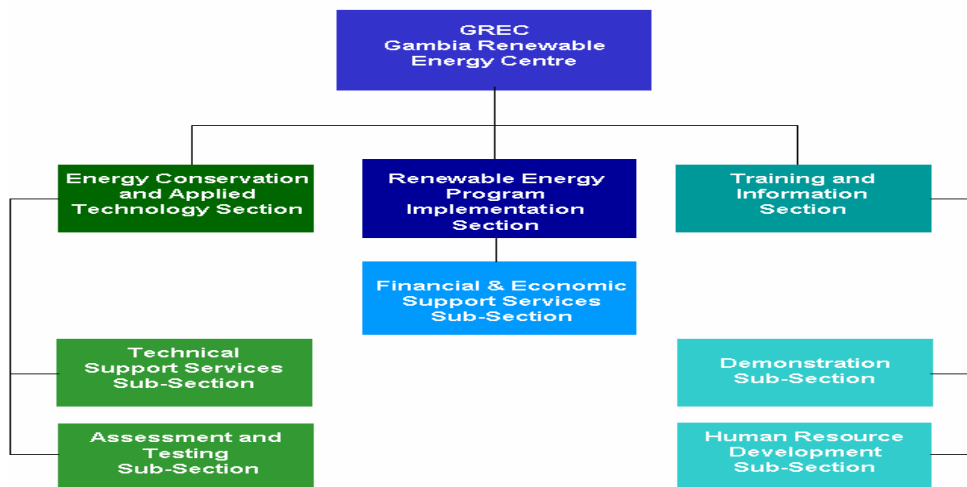 GREC
Gambia Renewable
Energy Centre
Energy Conservation
and Applied
Technology Section
Renewable Energy
Program
Implementation
Section
Training and
Information
Section
Financial & Economic
Support Services
Sub-Section
Technical
Support Services
Sub-Section
Demonstration
Sub-Section
Assessment and
Testing
Sub-Section
Human Resource
Development
Sub-Section